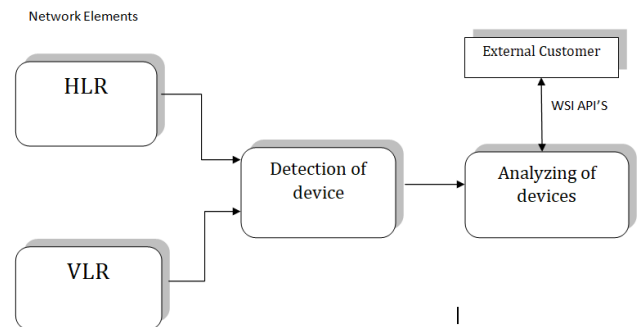 Network Elements
External Customer
HLR
WSI API'S
Detection of
device
Analyzing of
devices
VLR